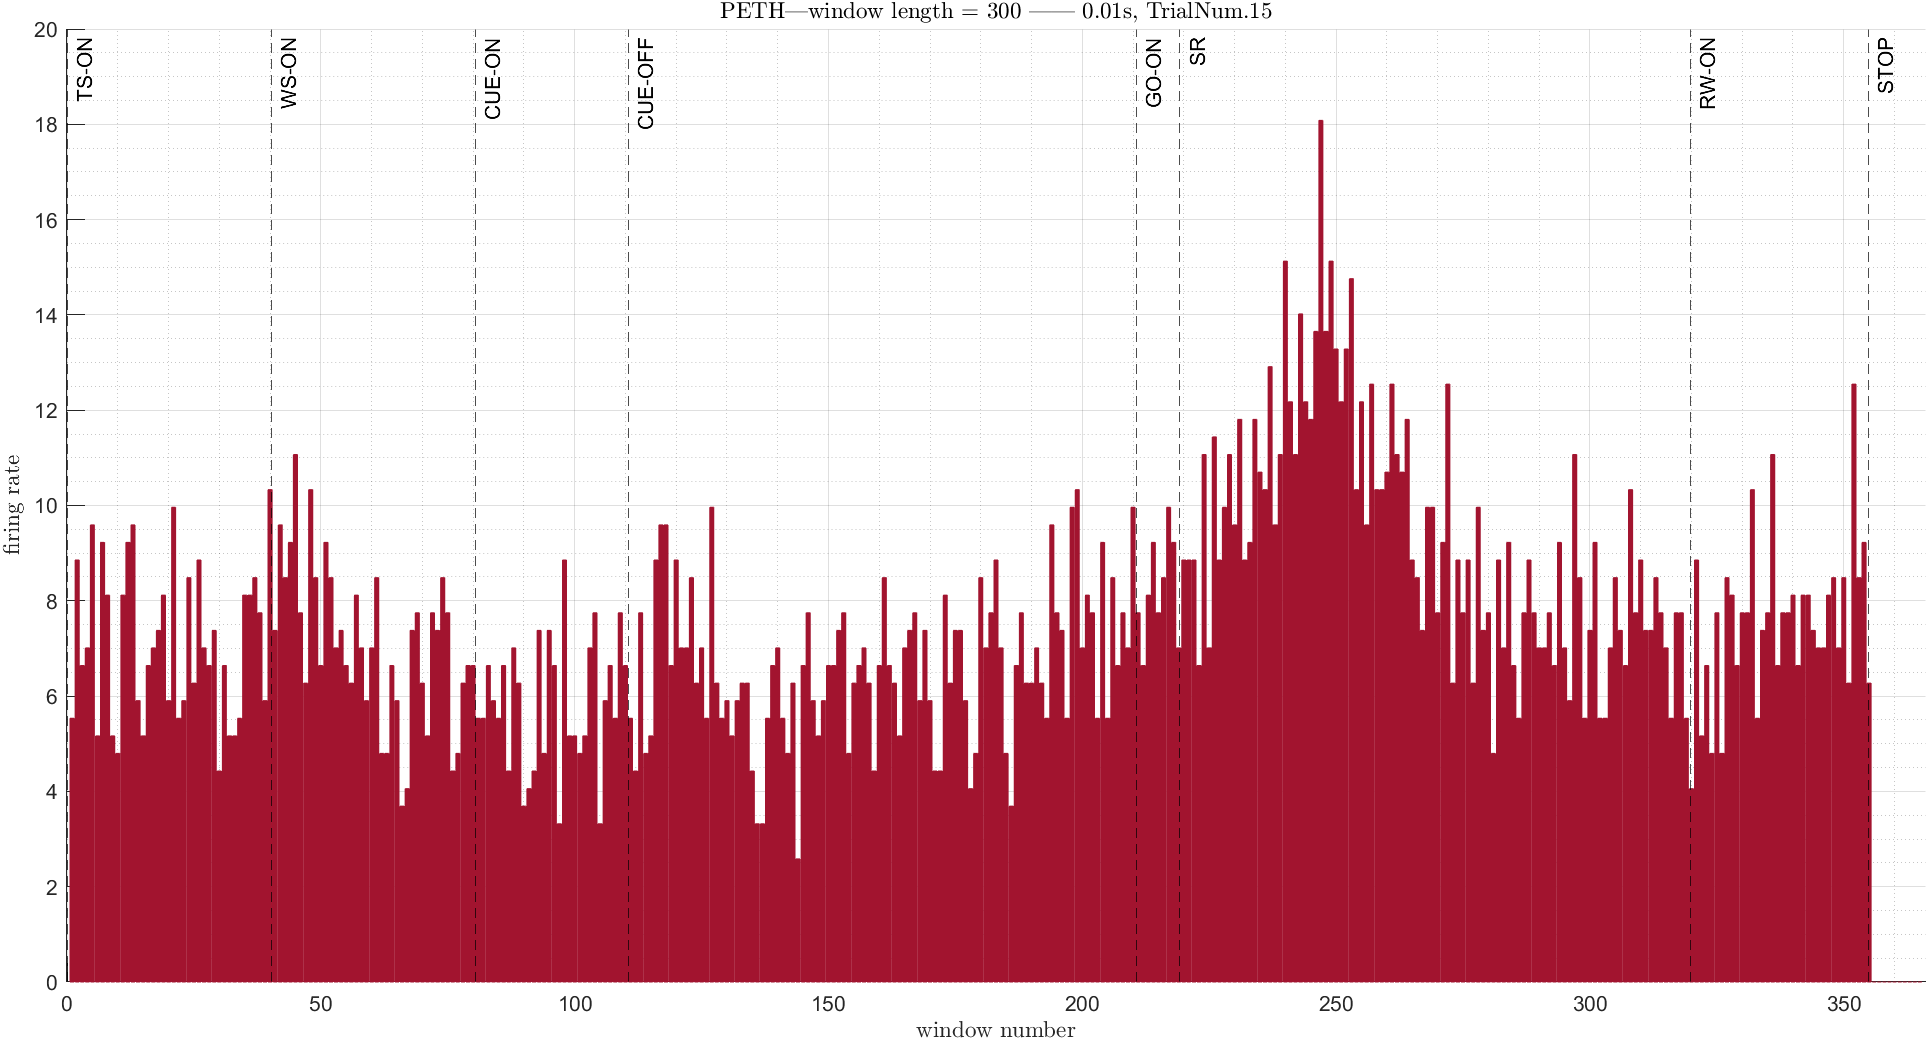 PETH—window length = 300 —— 0.01s, TrialNum.15
TS-ON
WS-ON
CUE-ON
CUE-OFF
GO-ON
SR
RW-ON
STOP
20
18
16
14
12
10
8
6
4
2
0
firing rate
0 50 100 150 200 250 300 350
window number